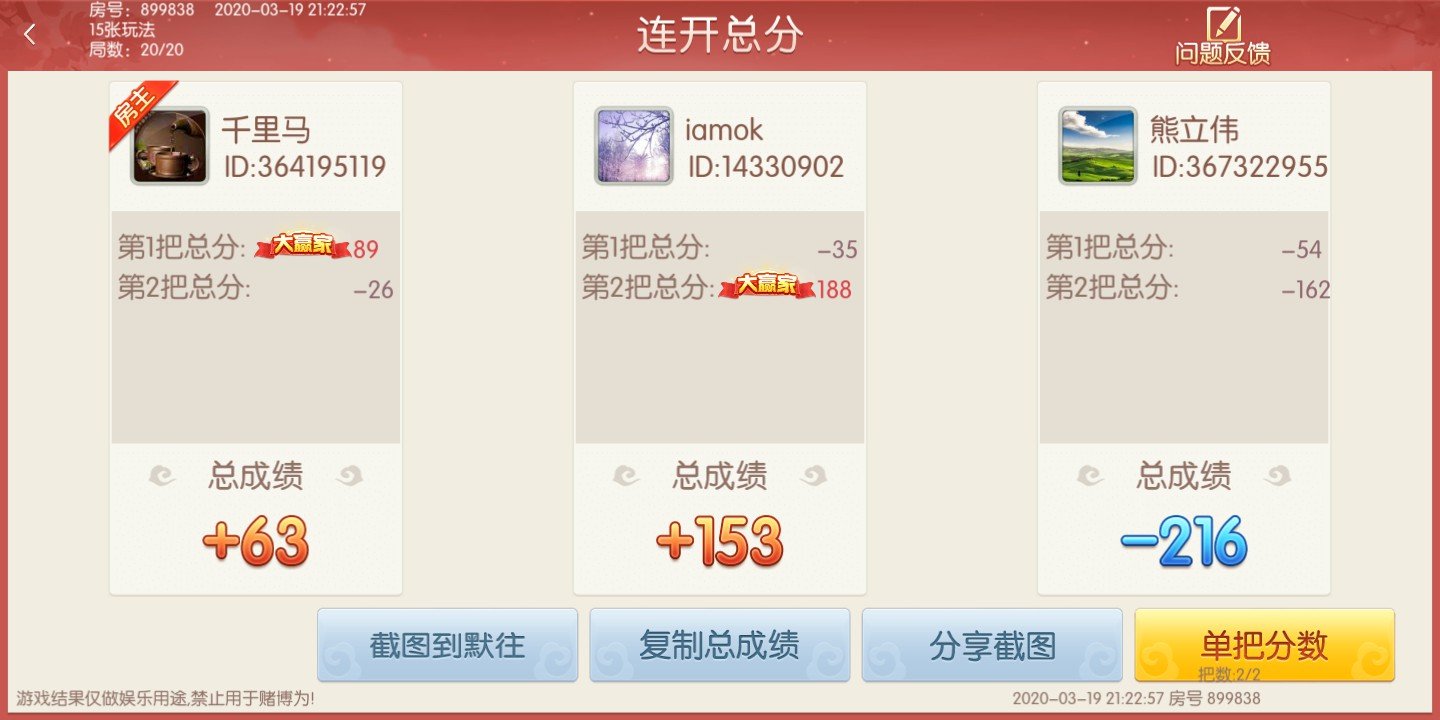 房号：899838 2020-03-19 21:22:57
15张玩法
局数：20/20
连开总分
问题反馈
房主
千里马
ID:364195119
第1把总分: 大赢家 89
第2把总分: -26
总成绩
+63
iamok
ID:14330902
第1把总分: -35
第2把总分: 大赢家 188
总成绩
+153
熊立伟
ID:367322955
第1把总分: -54
第2把总分: -162
总成绩
-216
截图到默往
复制总成绩
分享截图
单把分数
把数:2/2
游戏结果仅做娱乐用途,禁止用于赌博为!
2020-03-19 21:22:57 房号 899838